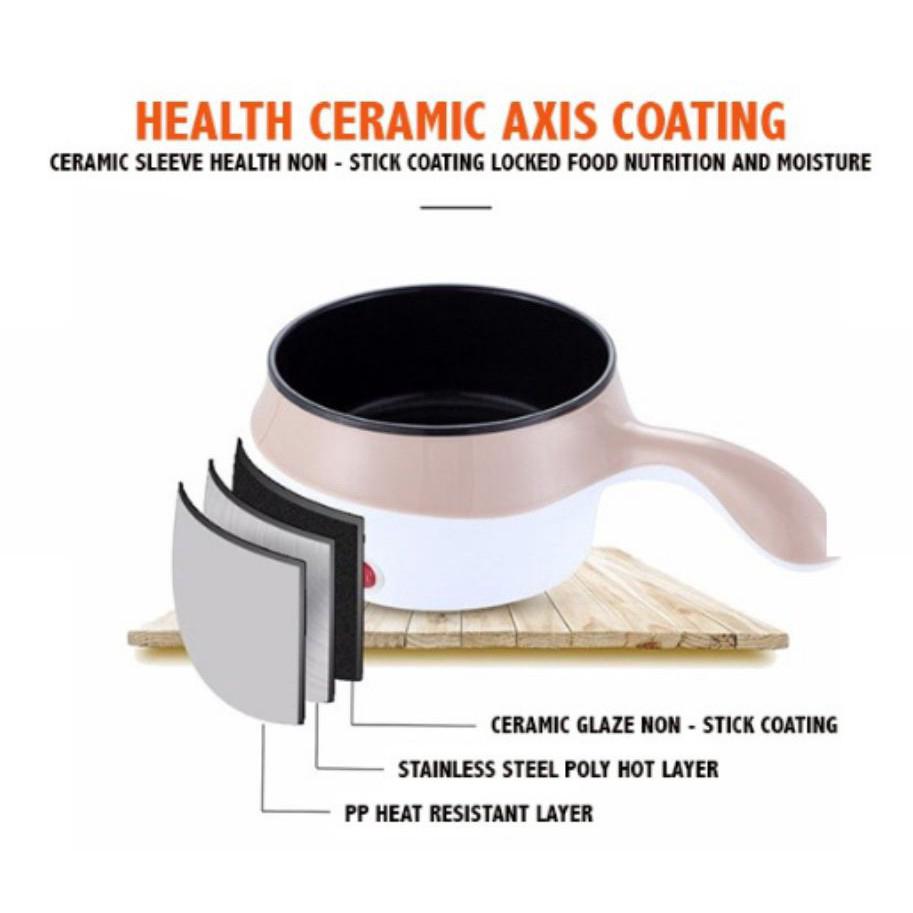 HEALTH CERAMIC AXIS COATING
CERAMIC SLEEVE HEALTH NON - STICK COATING LOCKED FOOD NUTRITION AND MOISTURE
CERAMIC GLAZE NON - STICK COATING
STAINLESS STEEL POLY HOT LAYER
PP HEAT RESISTANT LAYER